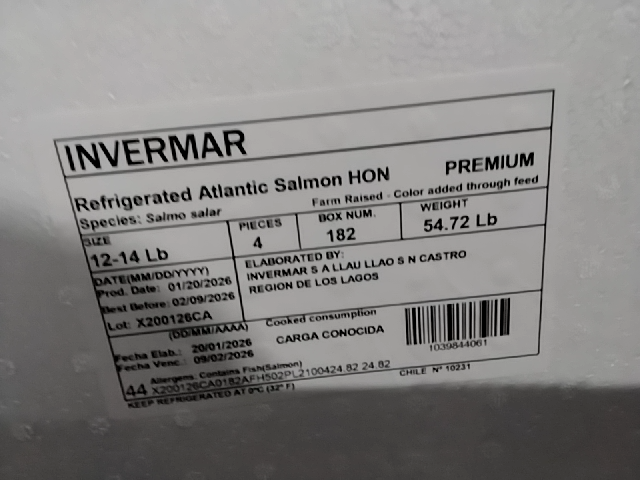 INVERMAR
Refrigerated Atlantic Salmon HON PREMIUM
Species: Salmo salar Farm Raised - Color added through feed
SIZE PIECES BOX NUM. WEIGHT
12-14 Lb 4 182 54.72 Lb
DATE(MM/DD/YYYY) ELABORATED BY:
Prod. Date: 01/20/2026 INVERMAR S A LLAU LLAO S N CASTRO
Best Before: 02/09/2026 REGION DE LOS LAGOS
Lot: X200126CA
(DD/MM/AAAA) Cooked consumption
Fecha Elab.: 20/01/2026 CARGA CONOCIDA
Fecha Venc.: 09/02/2026 1039844061
Allergens: Contains Fish(Salmon)
44 X200126CA0182AFH502PL2100424.82 24.82 CHILE N° 10231
KEEP REFRIGERATED AT 0°C (32° F)